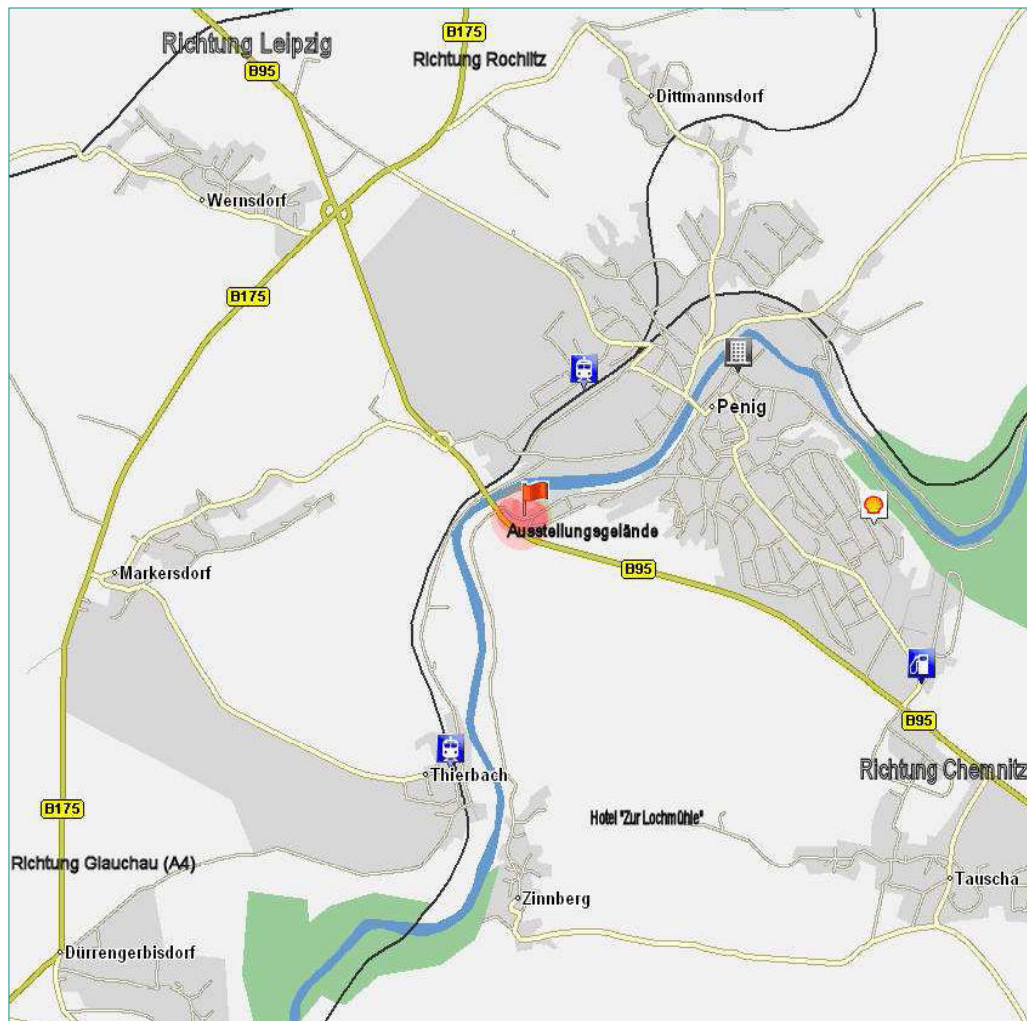 B175
Richtung Leipzig
Richtung Rochlitz
B95
Dittmannsdorf
Wernsdorf
B175
Penig
Ausstellungsgelände
B95
Markersdorf
B95
Richtung Chemnitz
Thierbach
B175
Hotel "Zur Lochmühle"
Richtung Glauchau (A4)
Tauscha
Zinnberg
Dürrengerbisdorf